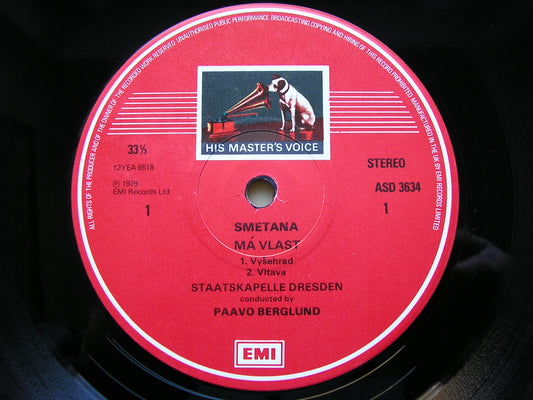 ALL RIGHTS OF THE PRODUCER AND OF THE OWNER OF THE RECORDED WORK RESERVED · UNAUTHORISED PUBLIC PERFORMANCE BROADCASTING, COPYING AND HIRING OF THIS RECORD PROHIBITED · MANUFACTURED IN THE UK BY EMI RECORDS LIMITED
HIS MASTER'S VOICE
33⅓
12YEA 6518
℗ 1979
EMI Records Ltd
1
STEREO
ASD 3634
1
SMETANA
MÁ VLAST
1. Vyšehrad
2. Vltava
STAATSKAPELLE DRESDEN
conducted by
PAAVO BERGLUND
EMI